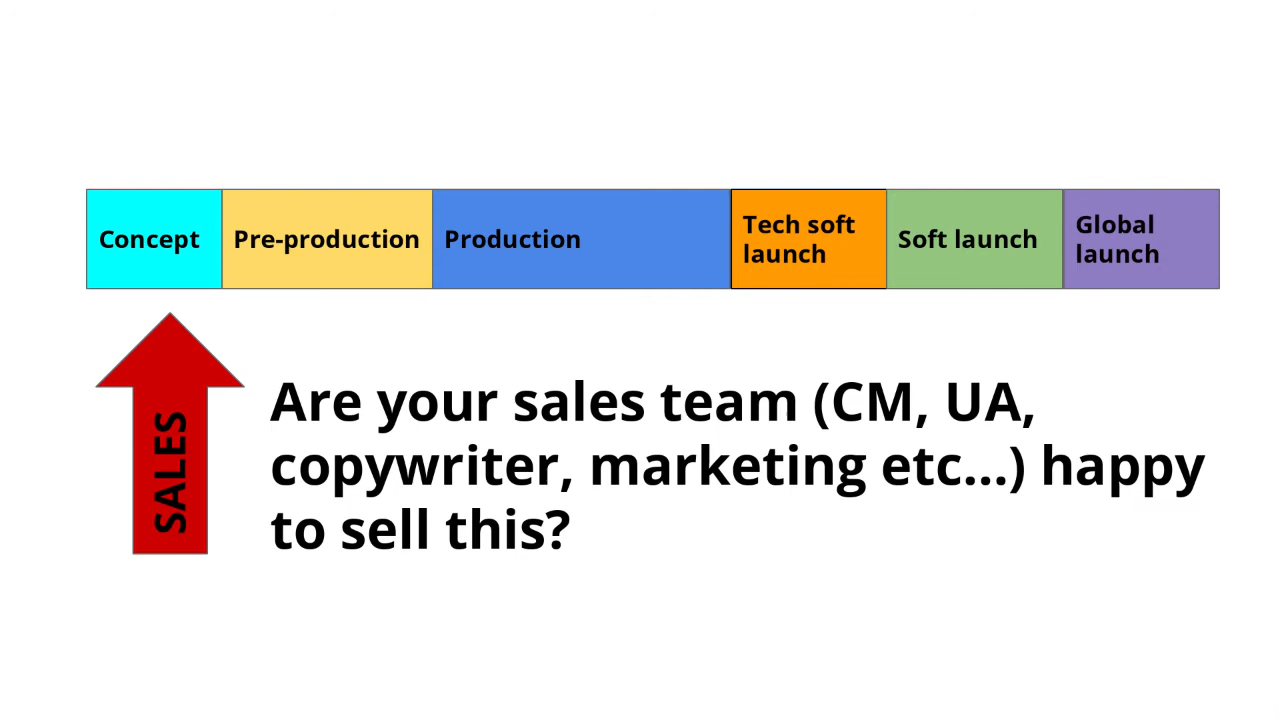 Concept
Pre-production
Production
Tech soft
launch
Soft launch
Global
launch
SALES
Are your sales team (CM, UA,
copywriter, marketing etc...) happy
to sell this?